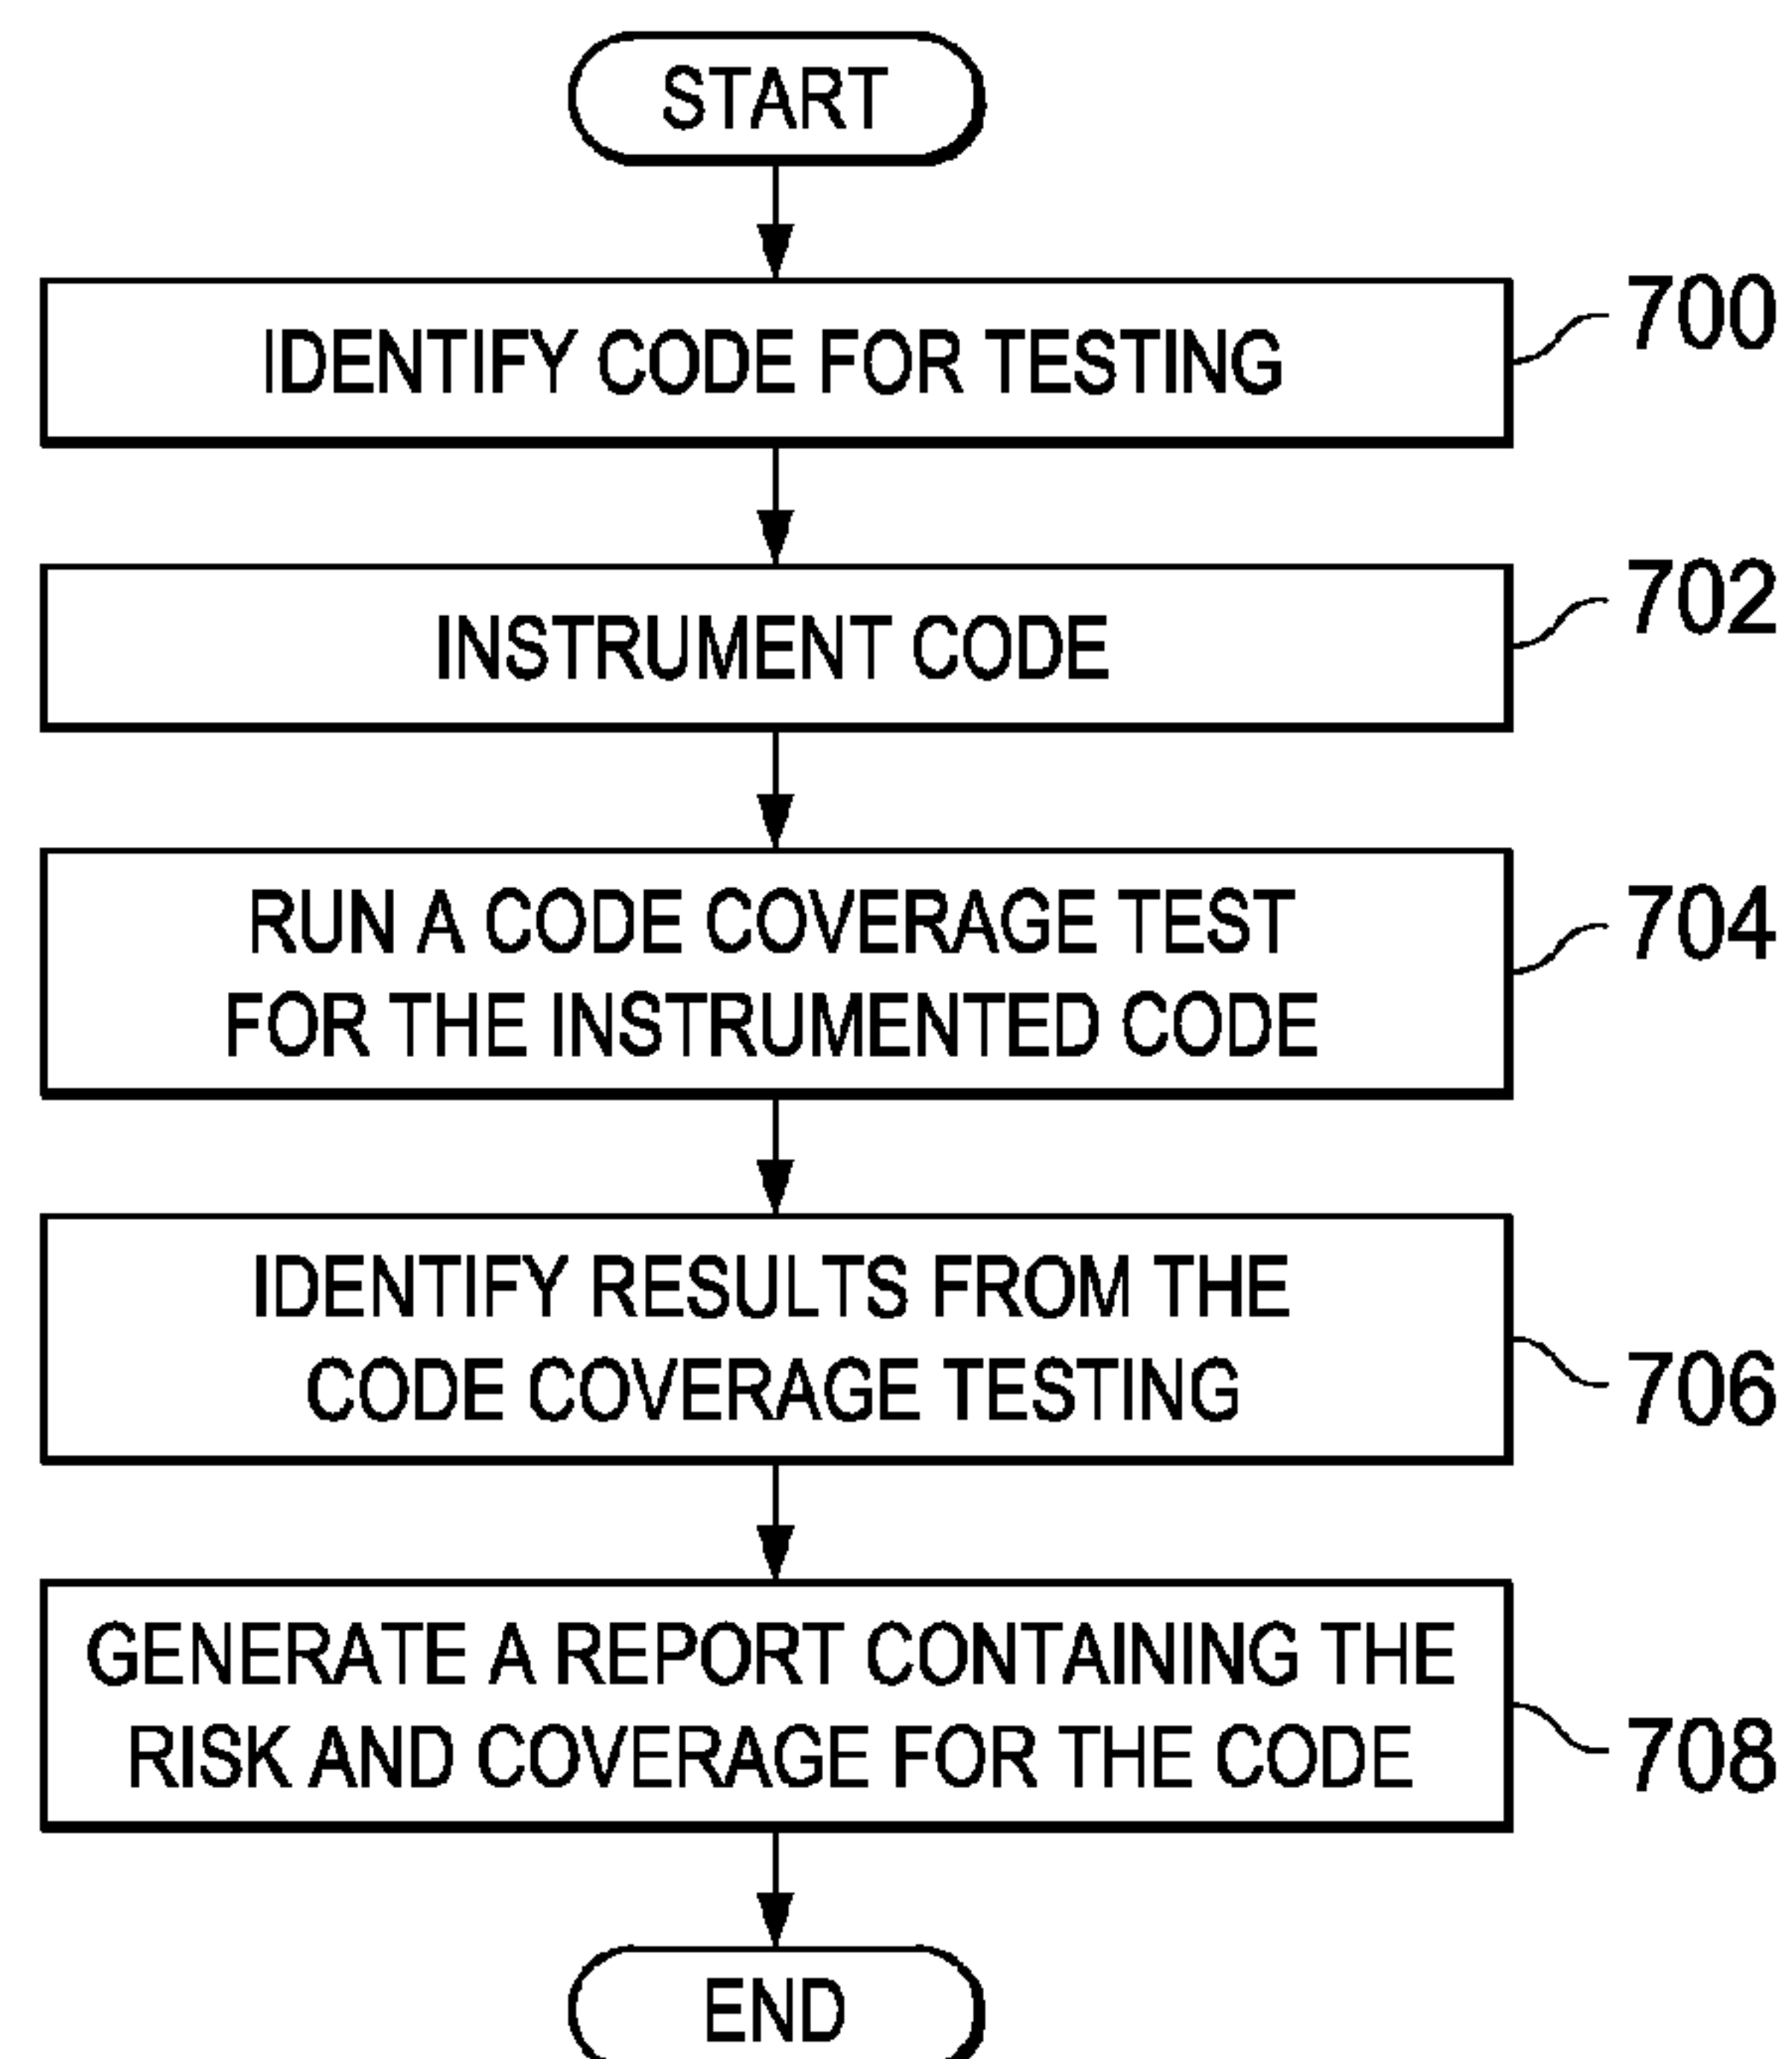 START
IDENTIFY CODE FOR TESTING
700
INSTRUMENT CODE
702
RUN A CODE COVERAGE TEST
FOR THE INSTRUMENTED CODE
704
IDENTIFY RESULTS FROM THE
CODE COVERAGE TESTING
706
GENERATE A REPORT CONTAINING THE
RISK AND COVERAGE FOR THE CODE
708
END